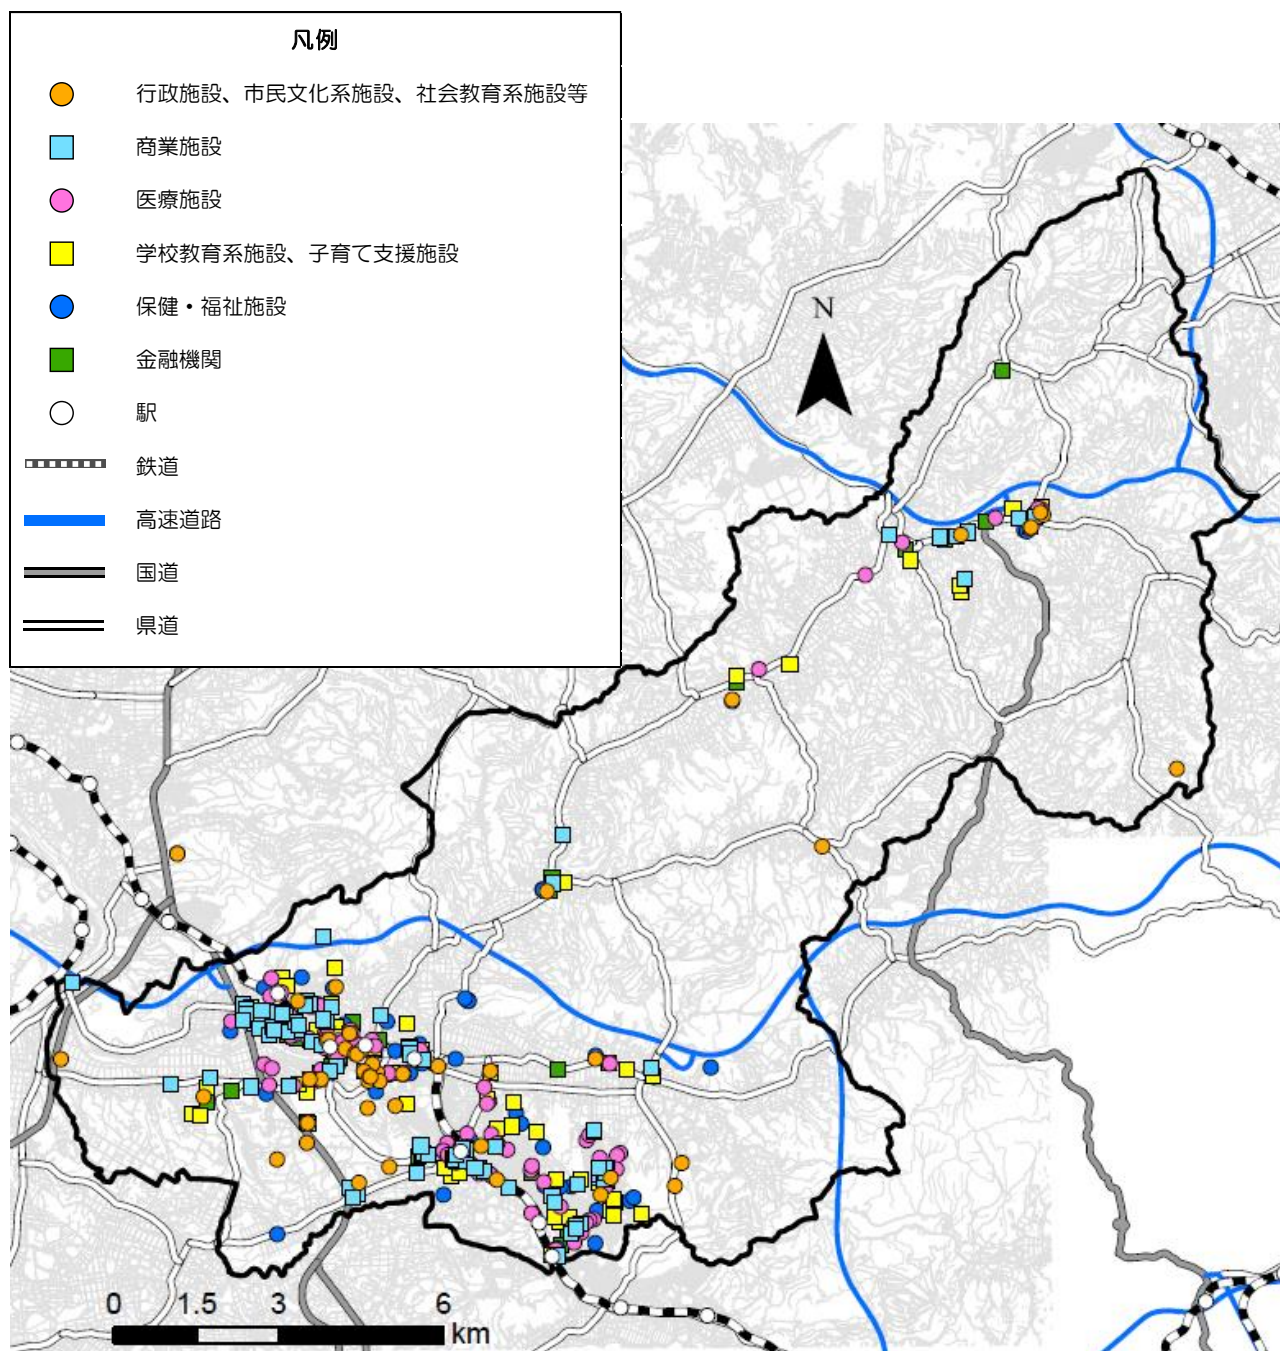 凡例
行政施設、市民文化系施設、社会教育系施設等
商業施設
医療施設
学校教育系施設、子育て支援施設
保健・福祉施設
金融機関
駅
鉄道
高速道路
国道
県道
N
0 1.5 3 6
km